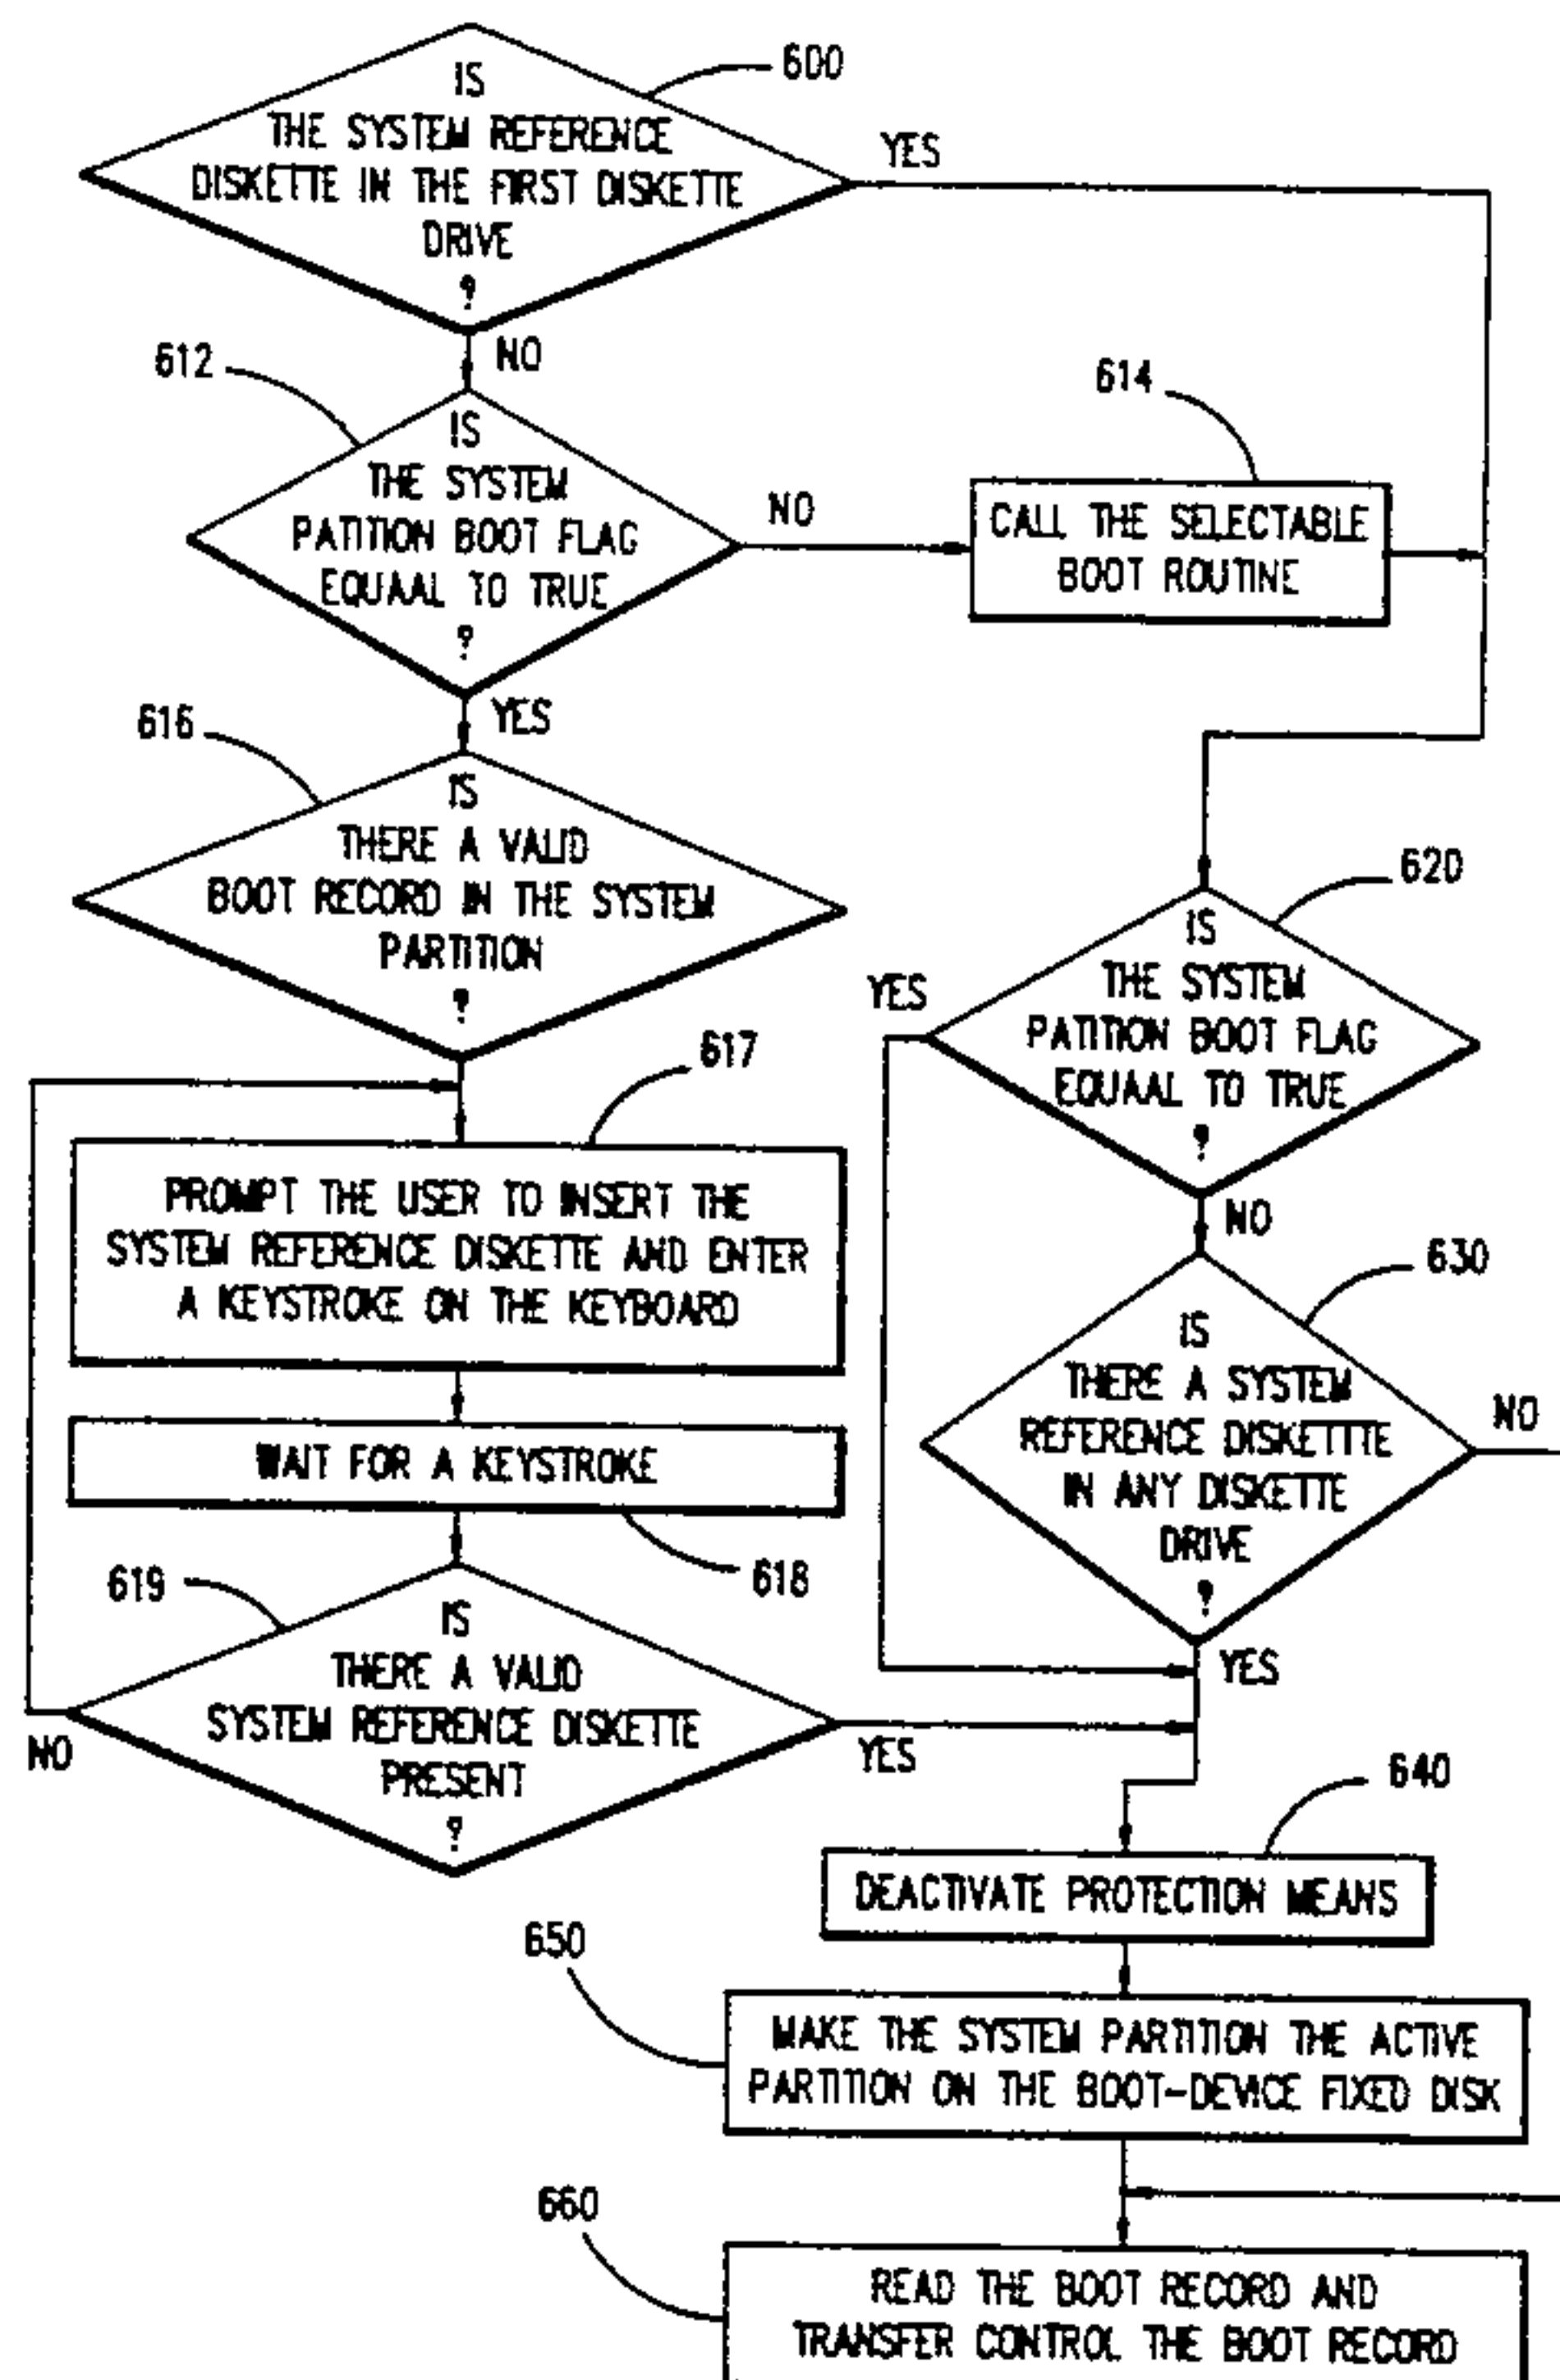 600
IS
THE SYSTEM REFERENCE
DISKETTE IN THE FIRST DISKETTE
DRIVE
?
YES
NO
612
IS
THE SYSTEM
PATITION BOOT FLAG
EQUAAL TO TRUE
?
NO
614
CALL THE SELECTABLE
BOOT ROUTINE
YES
616
IS
THERE A VALID
BOOT RECORD IN THE SYSTEM
PARTITION
?
617
PROMPT THE USER TO INSERT THE
SYSTEM REFERENCE DISKETTE AND ENTER
A KEYSTROKE ON THE KEYBOARD
WAIT FOR A KEYSTROKE
618
619
IS
THERE A VALID
SYSTEM REFERENCE DISKETTE
PRESENT
?
NO
YES
620
IS
THE SYSTEM
PATITION BOOT FLAG
EQUAAL TO TRUE
?
YES
NO
630
IS
THERE A SYSTEM
REFERENCE DISKETTTE
IN ANY DISKETTE
DRIVE
?
NO
YES
640
DEACTIVATE PROTECTION MEANS
650
MAKE THE SYSTEM PARTITION THE ACTIVE
PARTITION ON THE BOOT-DEVICE FIXED DISK
660
READ THE BOOT RECORD AND
TRANSFER CONTROL THE BOOT RECORD